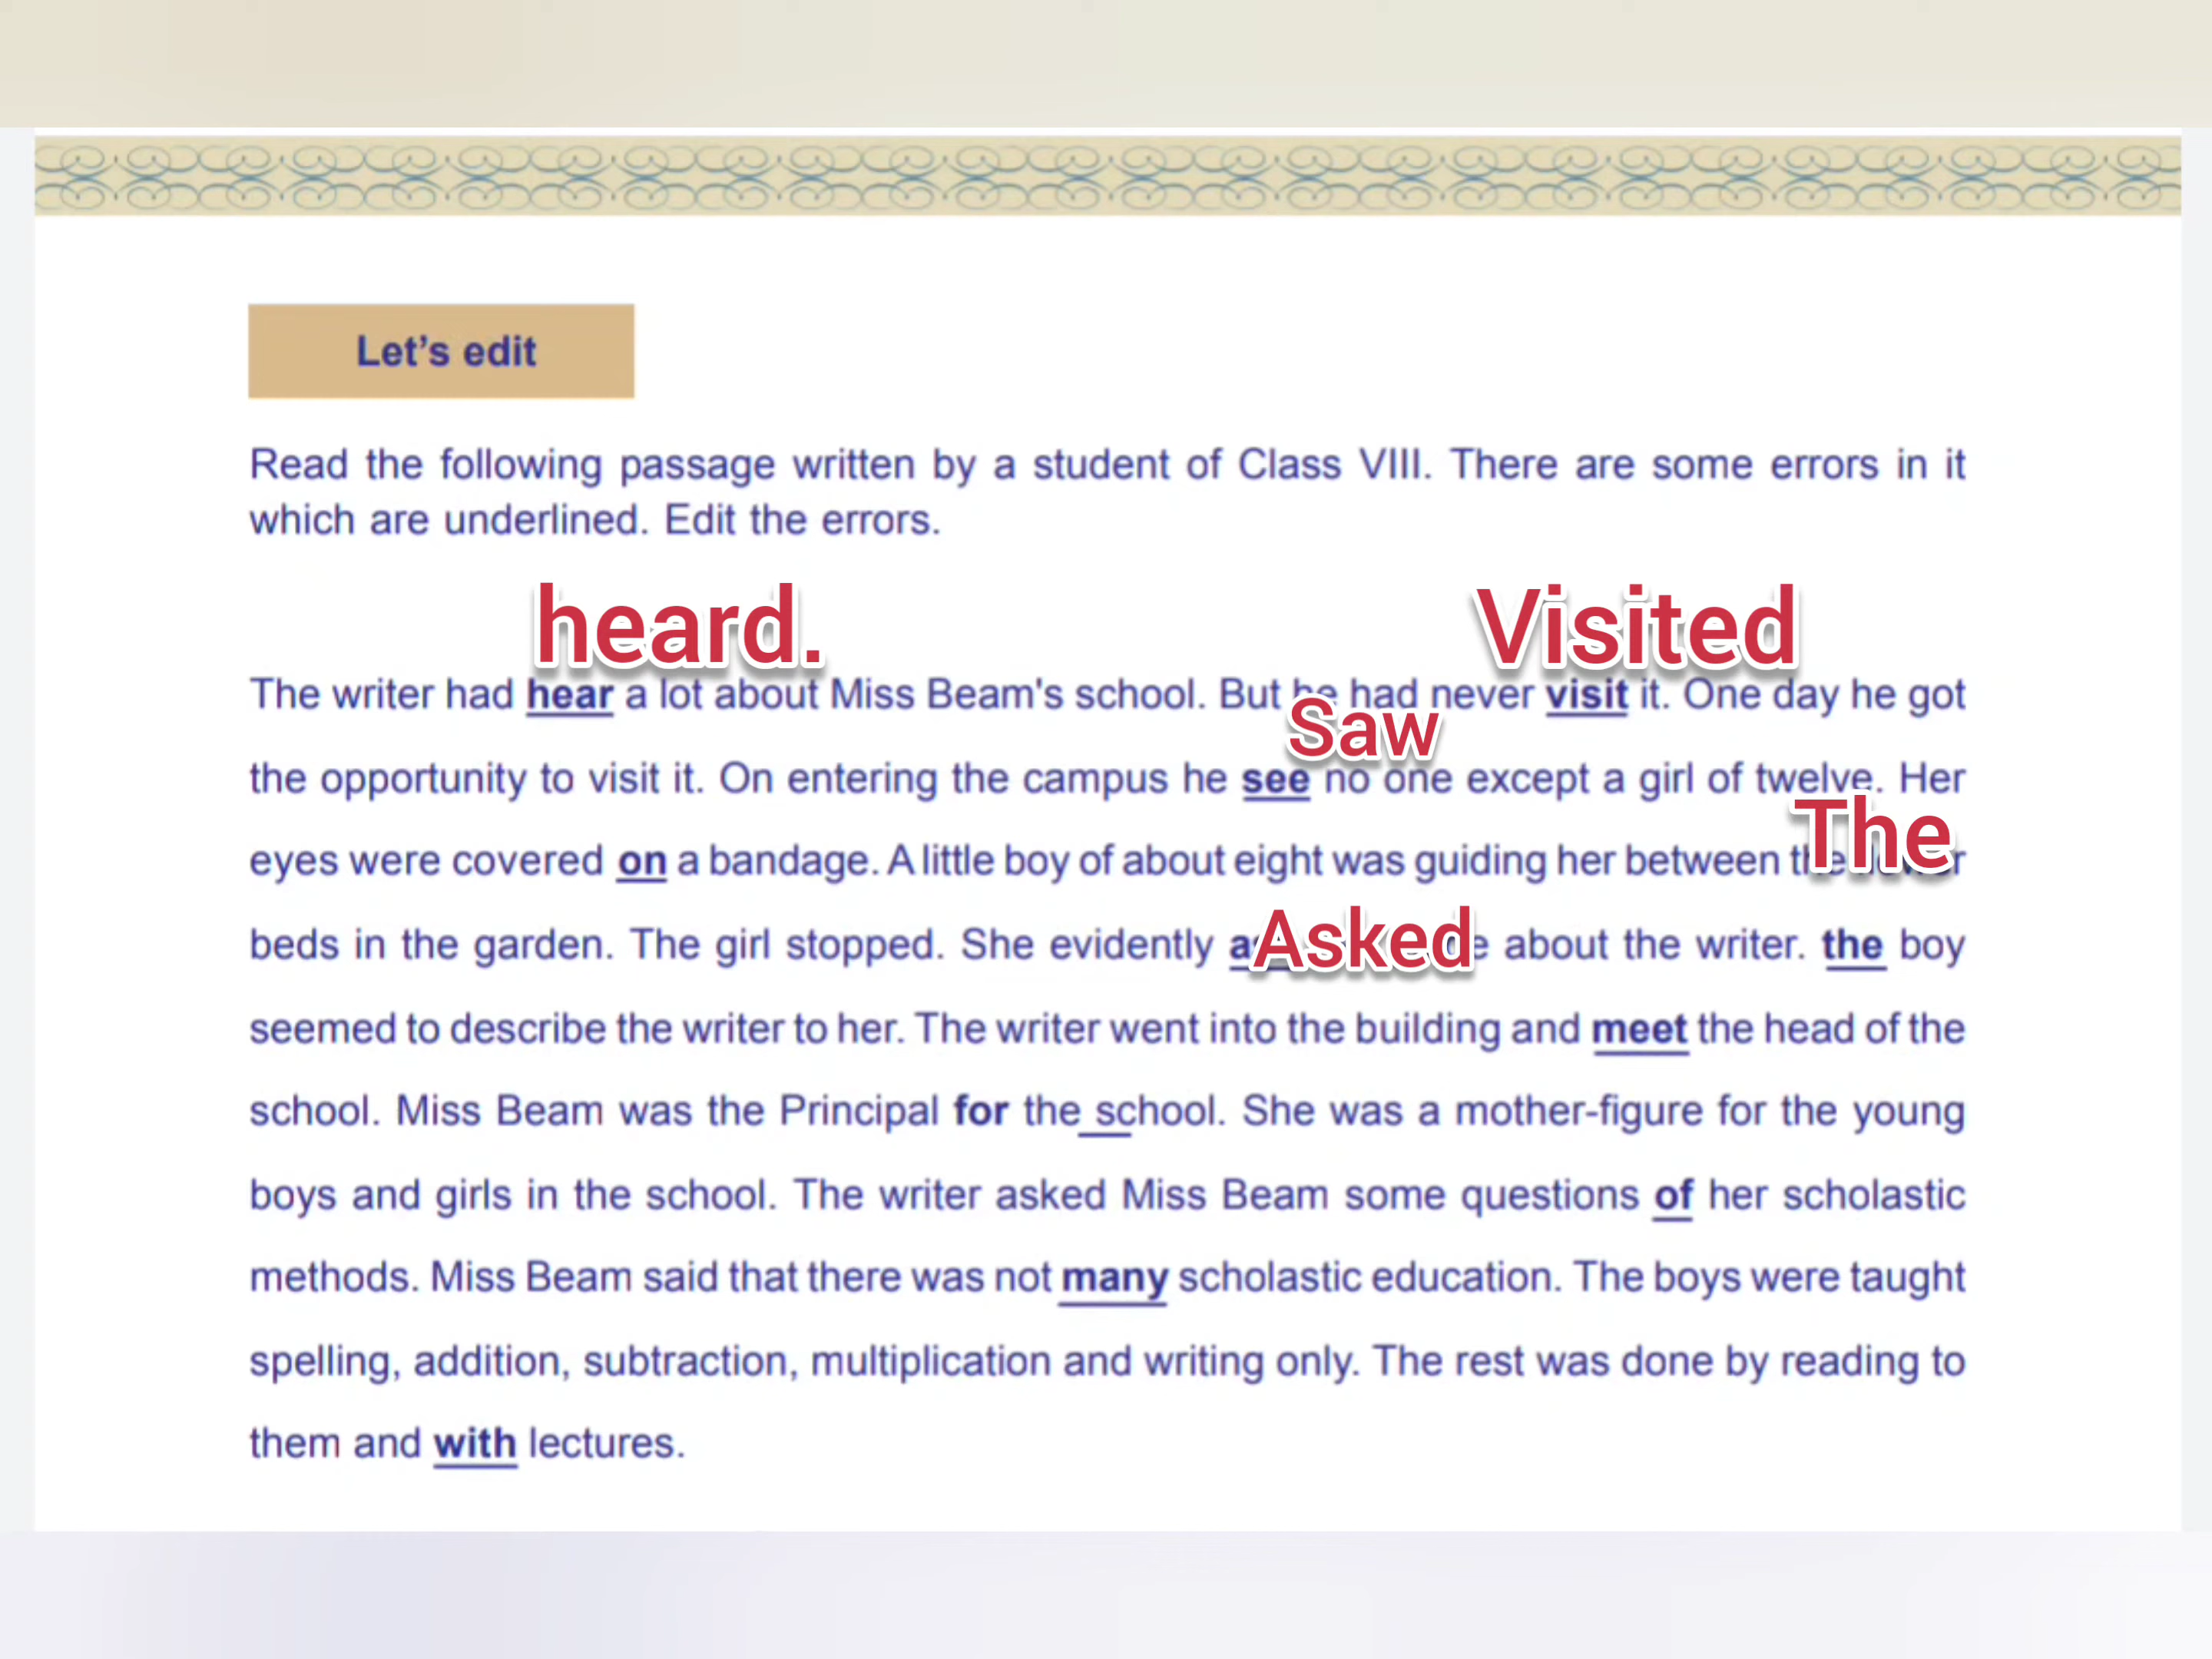 Let's edit
Read the following passage written by a student of Class VIII. There are some errors in it
which are underlined. Edit the errors.
heard. Visited
The writer had hear a lot about Miss Beam's school. But he had never visit it. One day he got
Saw
the opportunity to visit it. On entering the campus he see no one except a girl of twelve. Her
The
eyes were covered on a bandage. A little boy of about eight was guiding her between the
Asked
beds in the garden. The girl stopped. She evidently about the writer. the boy
seemed to describe the writer to her. The writer went into the building and meet the head of the
school. Miss Beam was the Principal for the school. She was a mother-figure for the young
boys and girls in the school. The writer asked Miss Beam some questions of her scholastic
methods. Miss Beam said that there was not many scholastic education. The boys were taught
spelling, addition, subtraction, multiplication and writing only. The rest was done by reading to
them and with lectures.